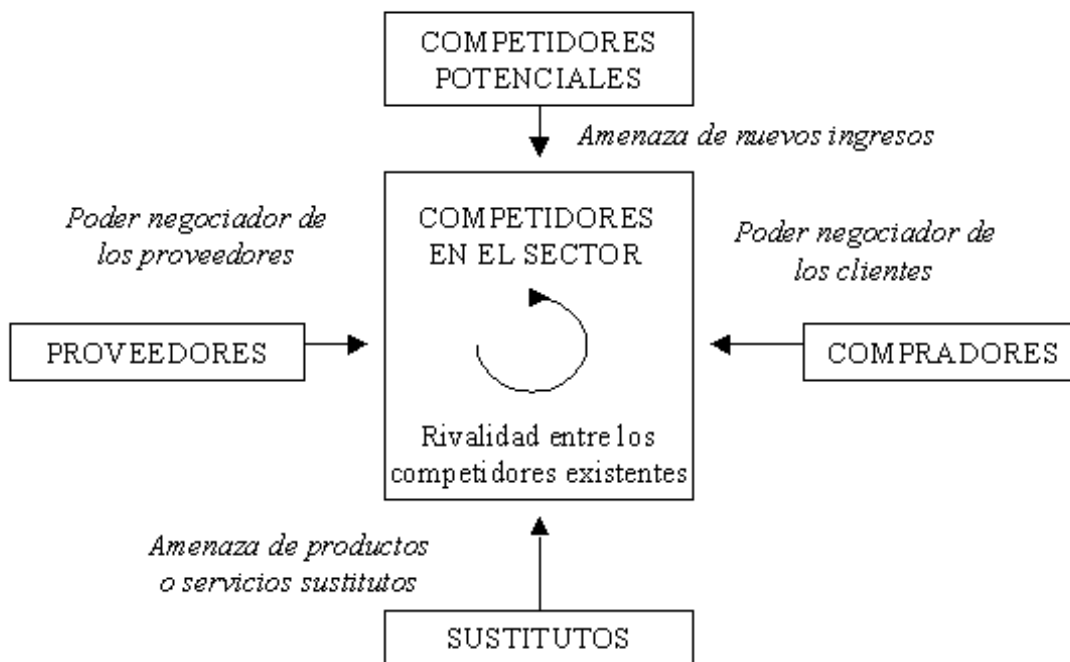 COMPETIDORES
POTENCIALES
Amenaza de nuevos ingresos
Poder negociador de
los proveedores
COMPETIDORES
EN EL SECTOR
Poder negociador de
los clientes
PROVEEDORES
COMPRADORES
Rivalidad entre los
competidores existentes
Amenaza de productos
o servicios sustitutos
SUSTITUTOS